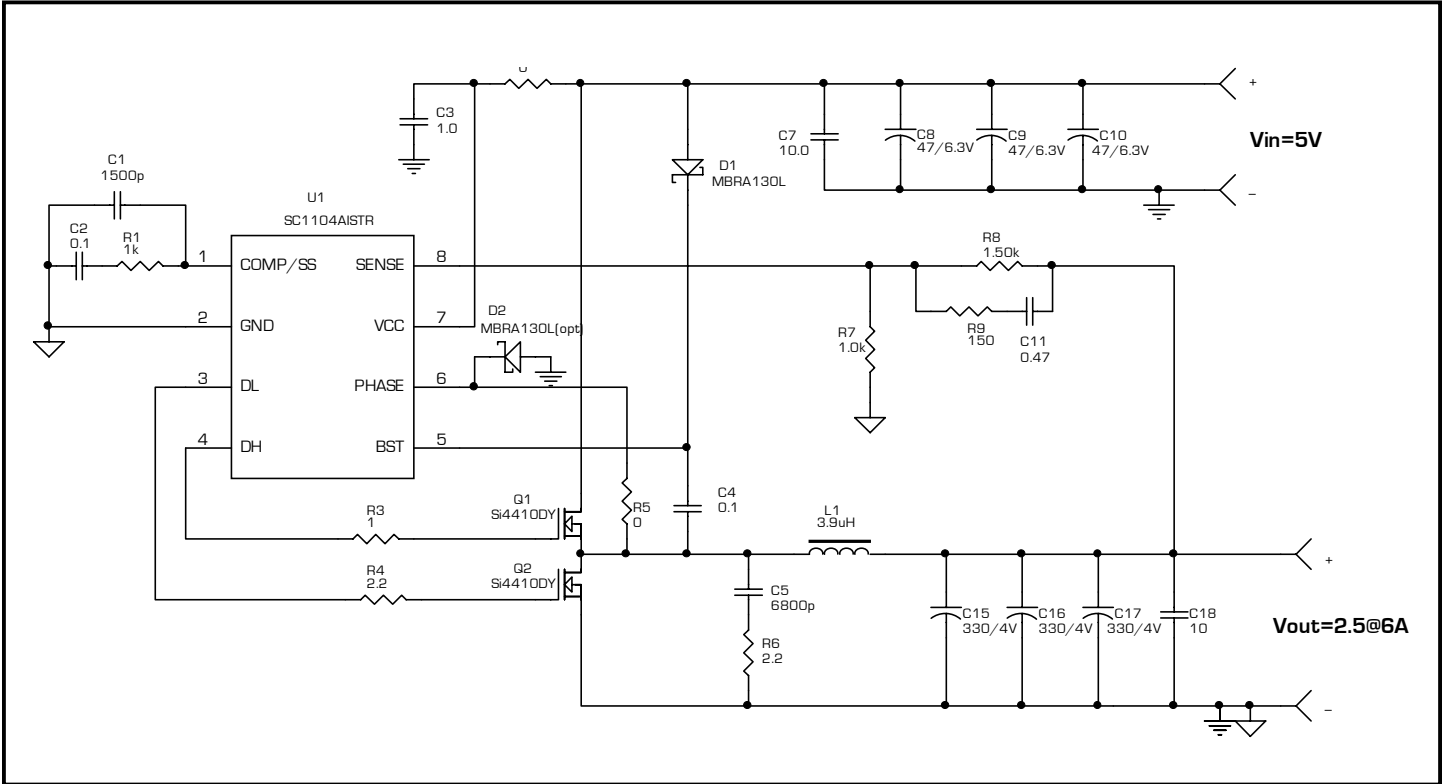 C3
1.0
C7
10.0
C8
47/6.3V
C9
47/6.3V
C10
47/6.3V
+
Vin=5V
–
D1
MBRA130L
C1
1500p
C2
0.1
R1
1k
U1
SC1104AISTR
1
COMP/SS
SENSE
8
2
GND
VCC
7
3
DL
PHASE
6
4
DH
BST
5
D2
MBRA130L(opt)
R8
1.50k
R9
150
C11
0.47
R7
1.0k
Q1
Si4410DY
R3
1
R5
0
C4
0.1
L1
3.9uH
Q2
Si4410DY
R4
2.2
C5
6800p
R6
2.2
C15
330/4V
C16
330/4V
C17
330/4V
C18
10
+
Vout=2.5@6A
–